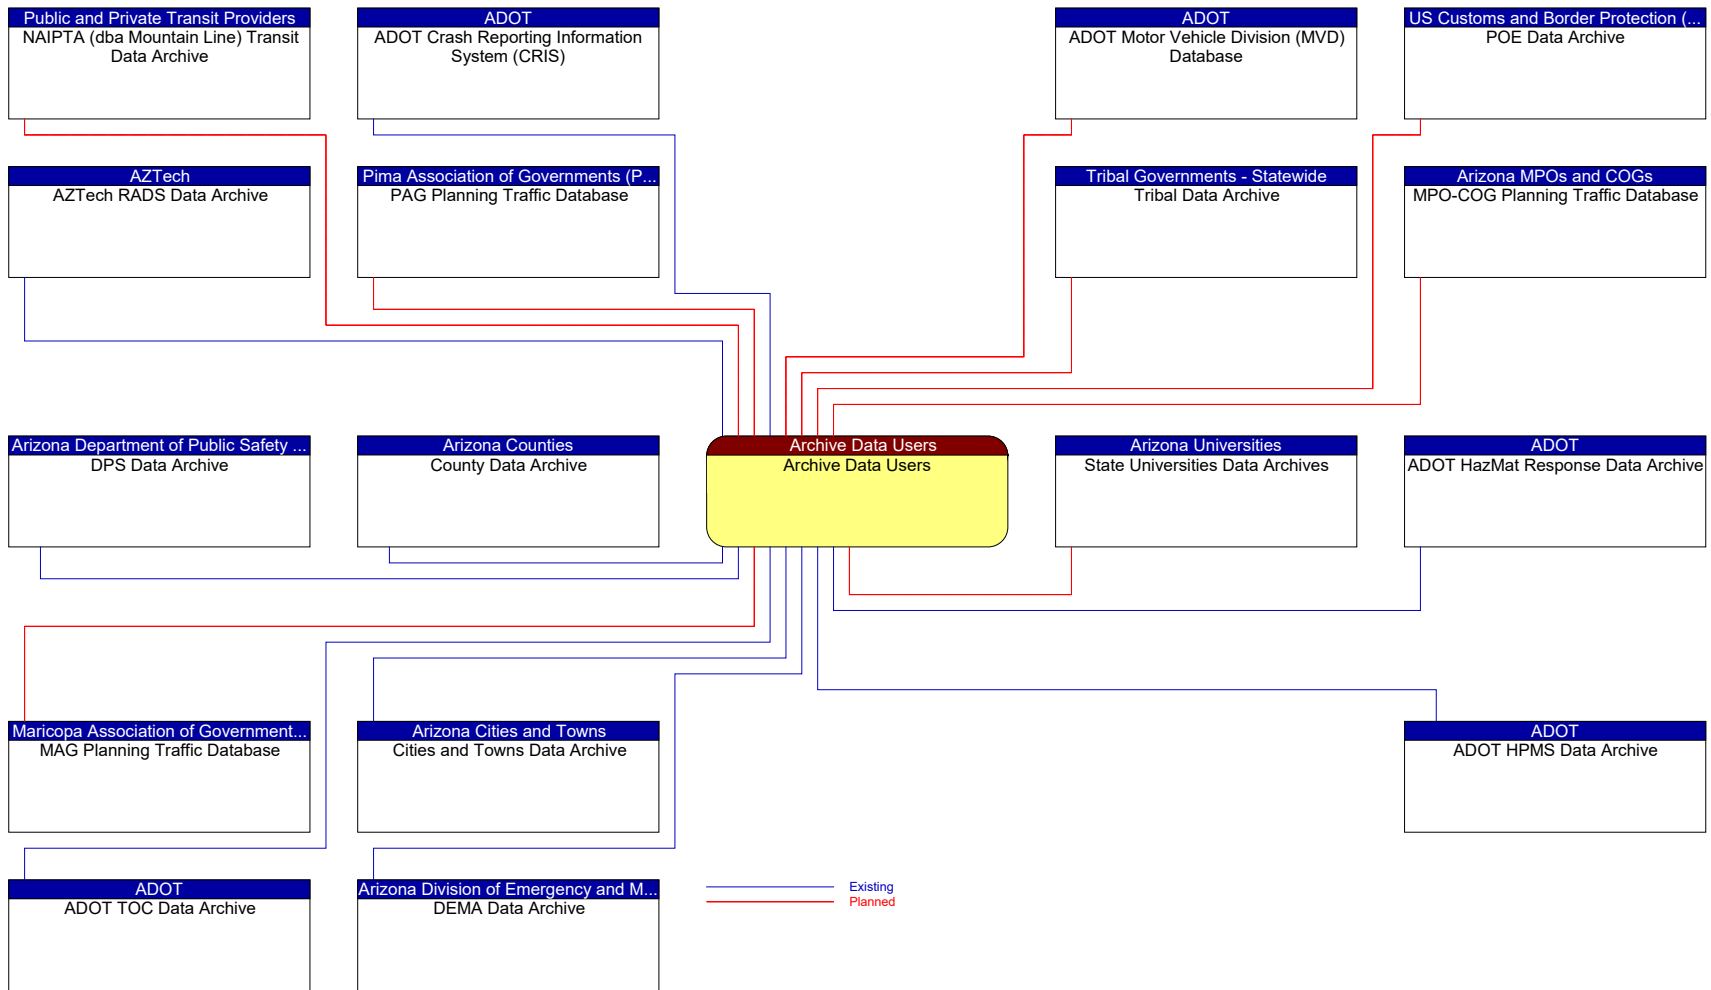 Public and Private Transit Providers
NAIPTA (dba Mountain Line) Transit
Data Archive
ADOT
ADOT Crash Reporting Information
System (CRIS)
ADOT
ADOT Motor Vehicle Division (MVD)
Database
US Customs and Border Protection (...
POE Data Archive
AZTech
AZTech RADS Data Archive
Pima Association of Governments (P...
PAG Planning Traffic Database
Tribal Governments - Statewide
Tribal Data Archive
Arizona MPOs and COGs
MPO-COG Planning Traffic Database
Arizona Department of Public Safety ...
DPS Data Archive
Arizona Counties
County Data Archive
Archive Data Users
Archive Data Users
Arizona Universities
State Universities Data Archives
ADOT
ADOT HazMat Response Data Archive
Maricopa Association of Government...
MAG Planning Traffic Database
Arizona Cities and Towns
Cities and Towns Data Archive
ADOT
ADOT HPMS Data Archive
ADOT
ADOT TOC Data Archive
Arizona Division of Emergency and M...
DEMA Data Archive
Existing
Planned